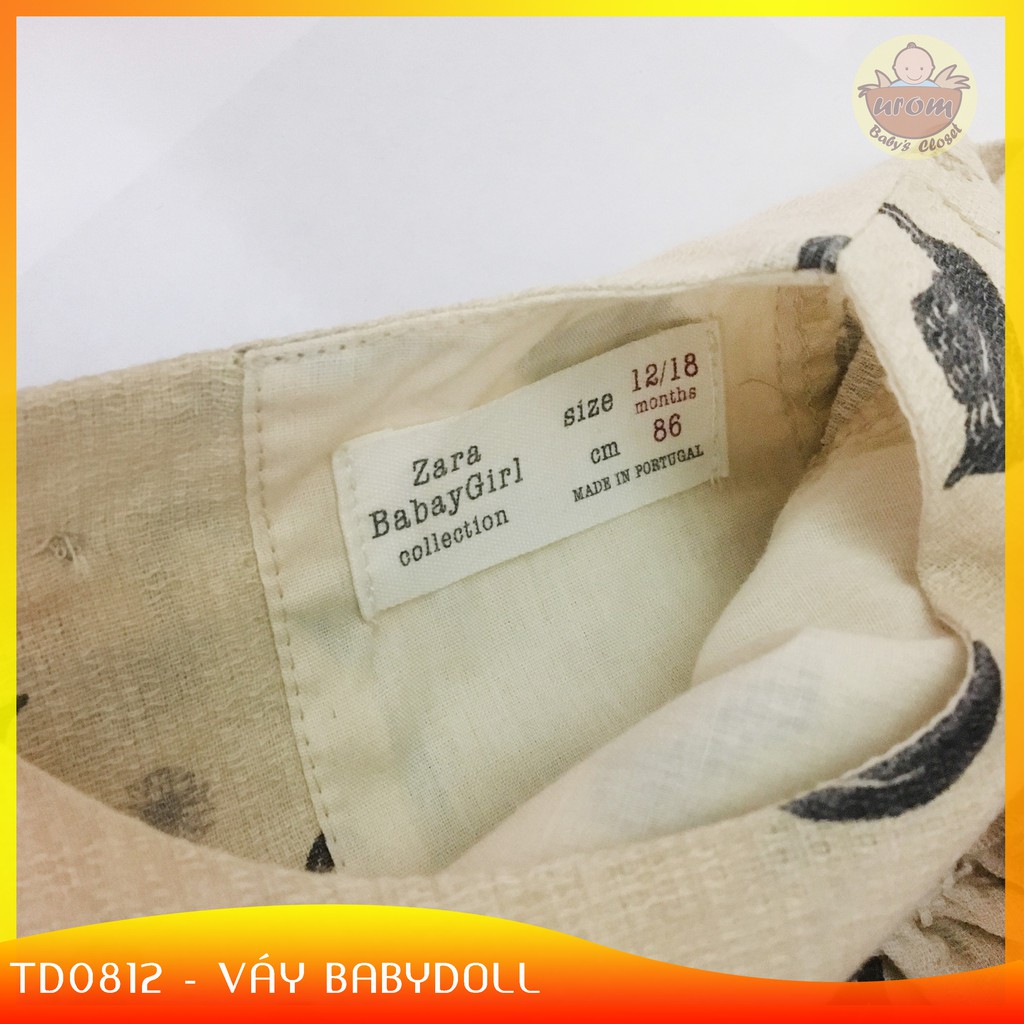 urom
Baby's Closet
Zara
BabayGirl
collection
size
12/18
months
cm
86
MADE IN PORTUGAL
TD0812 - VÁY BABYDOLL